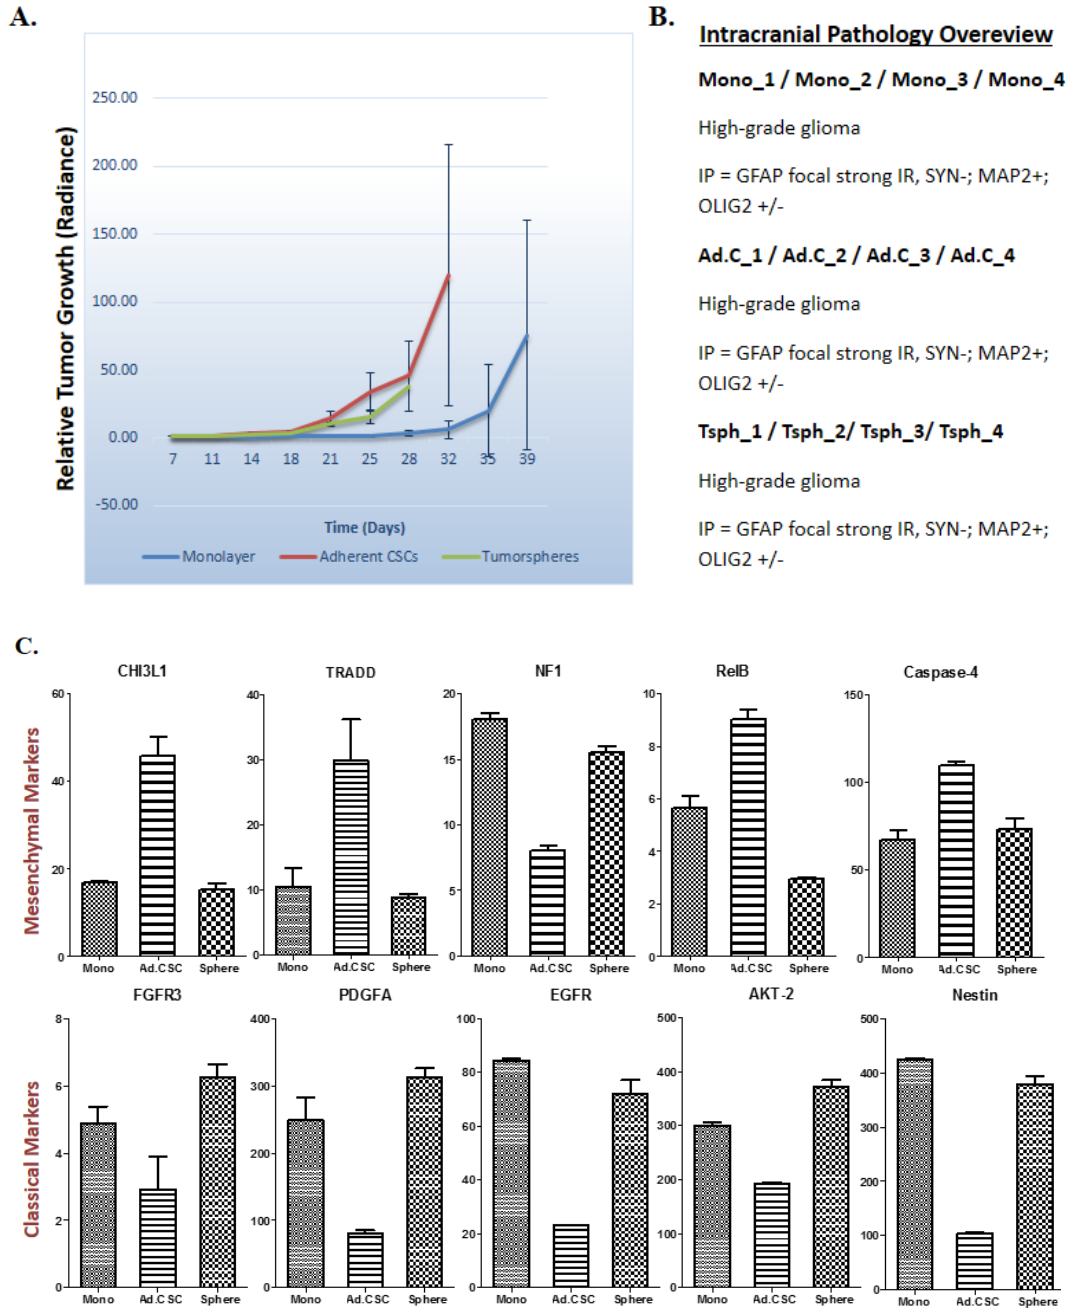 A.
Relative Tumor Growth (Radiance)
250.00
200.00
150.00
100.00
50.00
0.00
-50.00
7 11 14 18 21 25 28 32 35 39
Time (Days)
Monolayer Adherent CSCs Tumorspheres
B.
Intracranial Pathology Overeview
Mono_1 / Mono_2 / Mono_3 / Mono_4
High-grade glioma
IP = GFAP focal strong IR, SYN-; MAP2+;
OLIG2 +/-
Ad.C_1 / Ad.C_2 / Ad.C_3 / Ad.C_4
High-grade glioma
IP = GFAP focal strong IR, SYN-; MAP2+;
OLIG2 +/-
Tsph_1 / Tsph_2/ Tsph_3/ Tsph_4
High-grade glioma
IP = GFAP focal strong IR, SYN-; MAP2+;
OLIG2 +/-
C.
Mesenchymal Markers
CHI3L1
60
40
20
0
Mono Ad.CSC Sphere
TRADD
40
30
20
10
0
Mono Ad.CSC Sphere
NF1
20
15
10
5
0
Mono Ad.CSC Sphere
RelB
10
8
6
4
2
0
Mono Ad.CSC Sphere
Caspase-4
150
100
50
0
Mono Ad.CSC Sphere
Classical Markers
FGFR3
8
6
4
2
0
Mono Ad.CSC Sphere
PDGFA
400
300
200
100
0
Mono Ad.CSC Sphere
EGFR
100
80
60
40
20
0
Mono Ad.CSC Sphere
AKT-2
500
400
300
200
100
0
Mono Ad.CSC Sphere
Nestin
500
400
300
200
100
0
Mono Ad.CSC Sphere